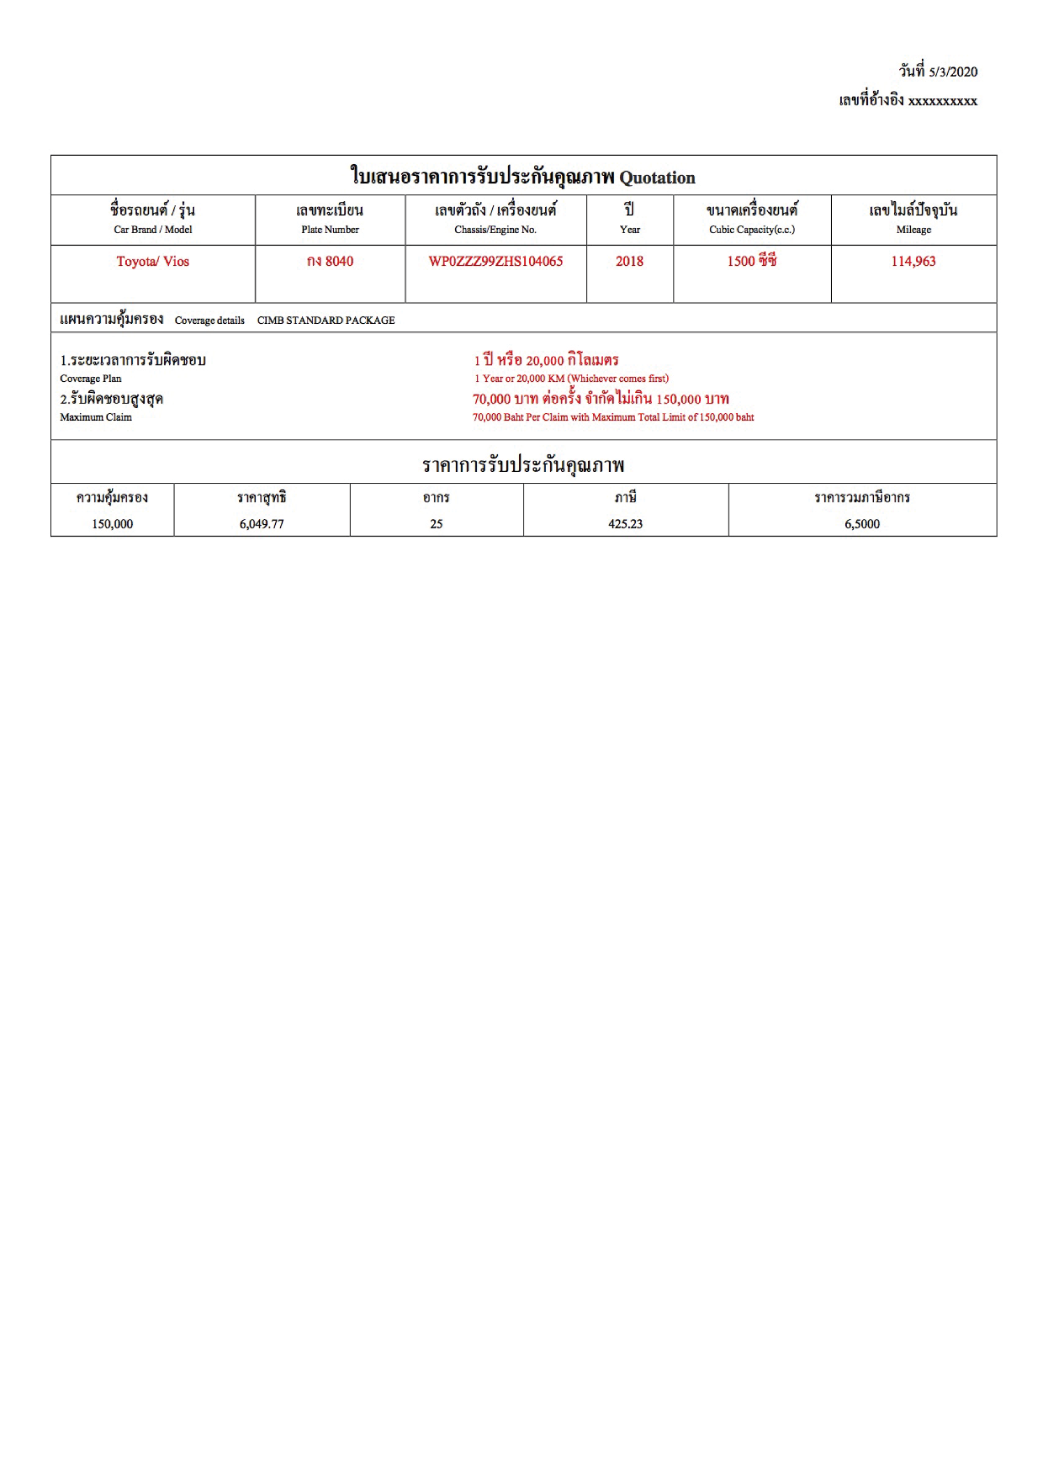 วันที่ 5/3/2020
เลขที่อ้างอิง xxxxxxxxxx
ใบเสนอราคาการรับประกันคุณภาพ Quotation
ชื่อรถยนต์ / รุ่น เลขทะเบียน เลขตัวถัง / เครื่องยนต์ ปี ขนาดเครื่องยนต์ เลขไมล์ปัจจุบัน
Car Brand / Model Plate Number Chassis/Engine No. Year Cubic Capacity(c.c.) Mileage
Toyota/ Vios กง 8040 WP0ZZZ99ZHS104065 2018 1500 ซีซี 114,963
แผนความคุ้มครอง Coverage details CIMB STANDARD PACKAGE
1.ระยะเวลาการรับผิดชอบ 1 ปี หรือ 20,000 กิโลเมตร
Coverage Plan 1 Year or 20,000 KM (Whichever comes first)
2.รับผิดชอบสูงสุด 70,000 บาท ต่อครั้ง จำกัดไม่เกิน 150,000 บาท
Maximum Claim 70,000 Baht Per Claim with Maximum Total Limit of 150,000 baht
ราคาการรับประกันคุณภาพ
ความคุ้มครอง ราคาสุทธิ อากร ภาษี ราคารวมภาษีอากร
150,000 6,049.77 25 425.23 6,5000